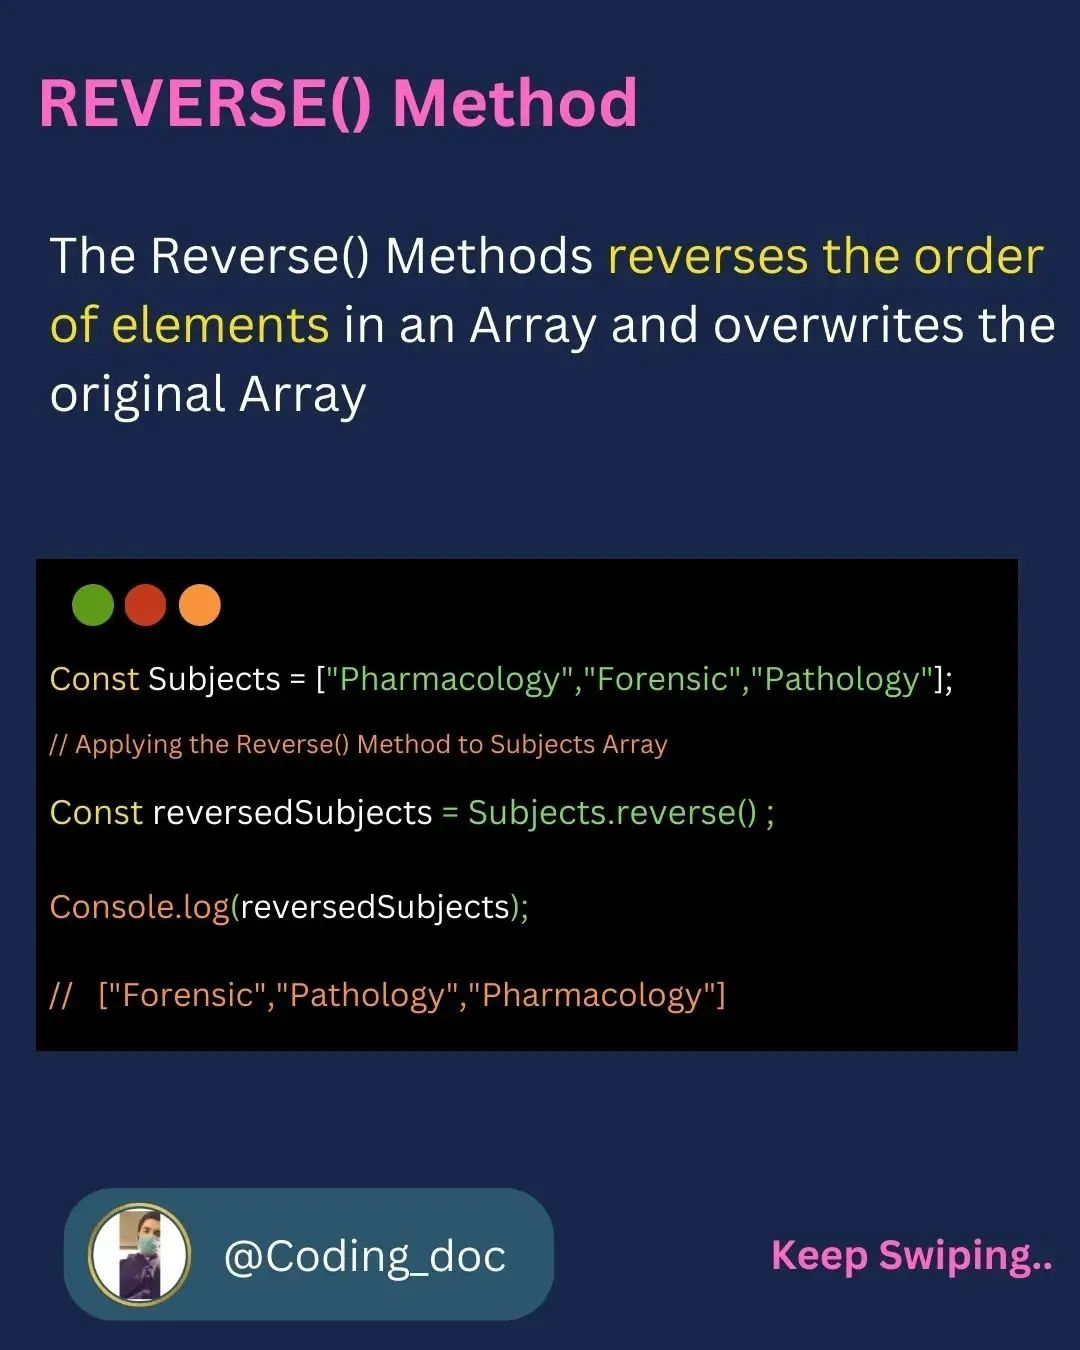 REVERSE() Method
The Reverse() Methods reverses the order
of elements in an Array and overwrites the
original Array
Const Subjects = ["Pharmacology","Forensic","Pathology"];
// Applying the Reverse() Method to Subjects Array
Const reversedSubjects = Subjects.reverse() ;
Console.log(reversedSubjects);
// ["Forensic","Pathology","Pharmacology"]
@Coding_doc
Keep Swiping..